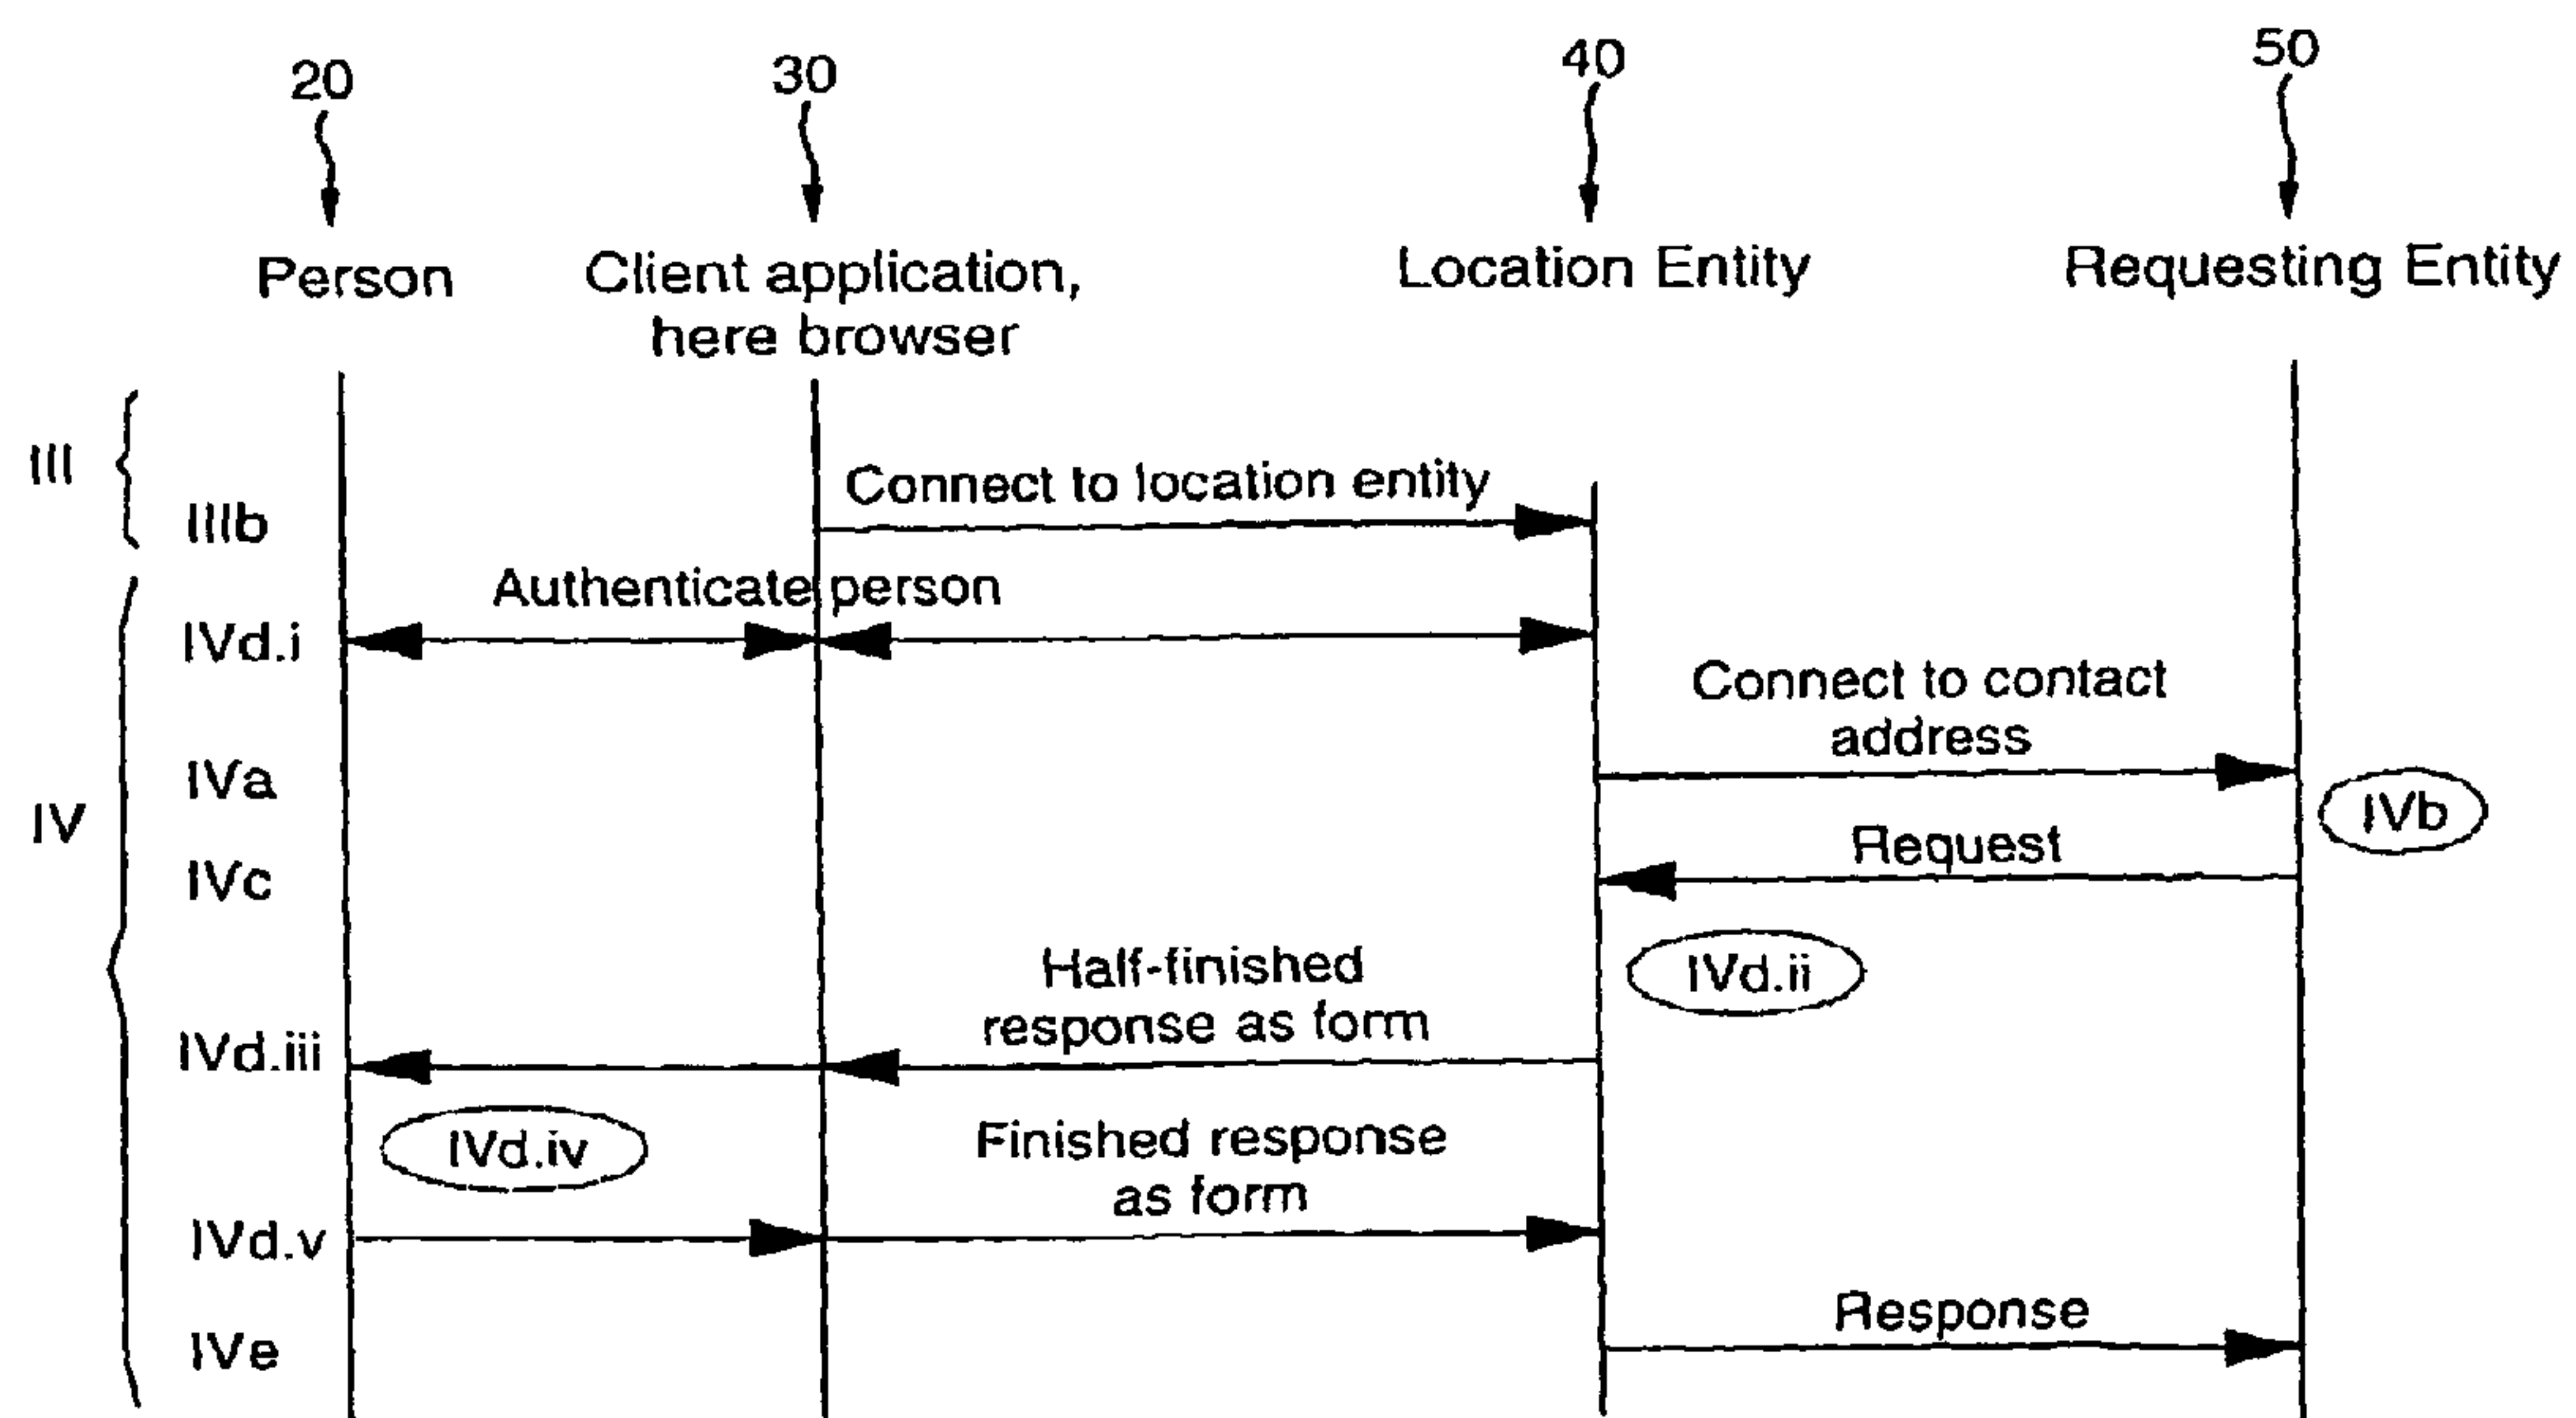 20
30
40
50
Person
Client application,
here browser
Location Entity
Requesting Entity
III
IIIb
Connect to location entity
Authenticate person
IVd.i
Connect to contact
address
IV
IVa
IVb
Request
IVc
IVd.ii
Half-finished
response as form
IVd.iii
IVd.iv
Finished response
as form
IVd.v
Response
IVe